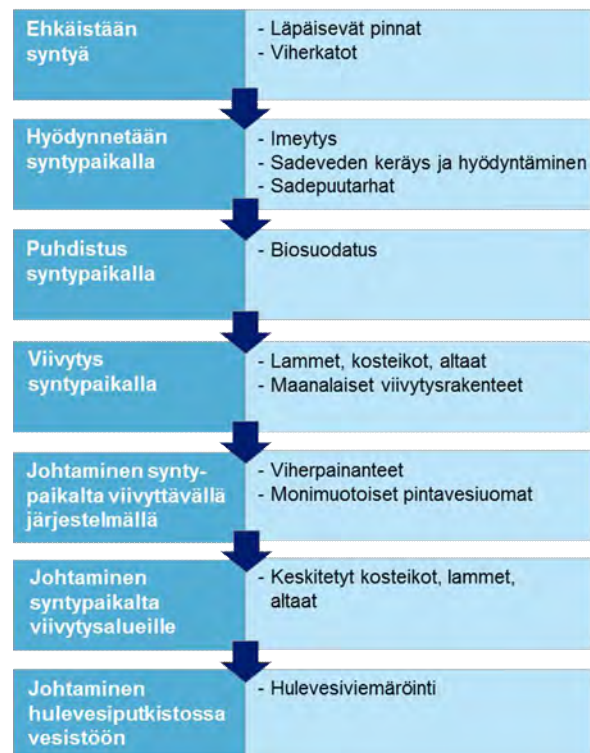 Ehkäistään
syntyä
- Läpäisevät pinnat
- Viherkatot
Hyödynnetään
syntypaikalla
- Imeytys
- Sadeveden keräys ja hyödyntäminen
- Sadepuutarhat
Puhdistus
syntypaikalla
- Biosuodatus
Viivytys
syntypaikalla
- Lammet, kosteikot, altaat
- Maanalaiset viivytysrakenteet
Johtaminen synty-
paikalta viivyttävällä
järjestelmällä
- Viherpainanteet
- Monimuotoiset pintavesiuomat
Johtaminen
syntypaikalta
viivytysalueille
- Keskitetyt kosteikot, lammet,
altaat
Johtaminen
hulevesiputkistossa
vesistöön
- Hulevesiviemäröinti